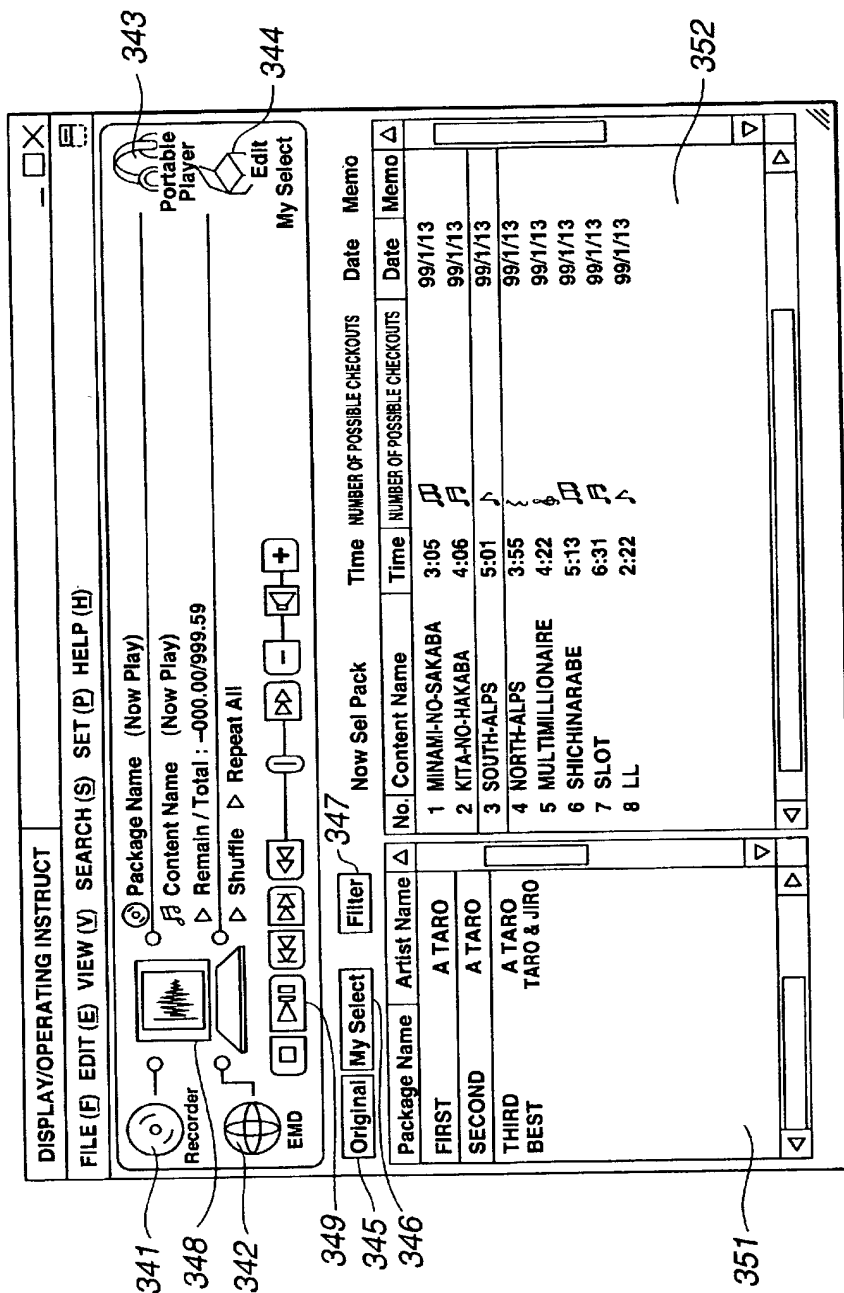 DISPLAY/OPERATING INSTRUCT
FILE (F) EDIT (E) VIEW (V) SEARCH (S) SET (P) HELP (H)
341
Recorder
348
342
EMD
349
Package Name (Now Play)
Content Name (Now Play)
Remain / Total : –000.00/999.59
Shuffle Repeat All
343
Portable Player
344
Edit
My Select
345
Original
346
My Select
347
Filter
Now Sel Pack Time NUMBER OF POSSIBLE CHECKOUTS Date Memo
Package Name Artist Name
FIRST A TARO
SECOND A TARO
THIRD A TARO
BEST TARO & JIRO
351
No. Content Name Time NUMBER OF POSSIBLE CHECKOUTS Date Memo
1 MINAMI-NO-SAKABA 3:05 99/1/13
2 KITA-NO-HAKABA 4:06 99/1/13
3 SOUTH-ALPS 5:01 99/1/13
4 NORTH-ALPS 3:55 99/1/13
5 MULTIMILLIONAIRE 4:22 99/1/13
6 SHICHINARABE 5:13 99/1/13
7 SLOT 6:31 99/1/13
8 LL 2:22 99/1/13
352